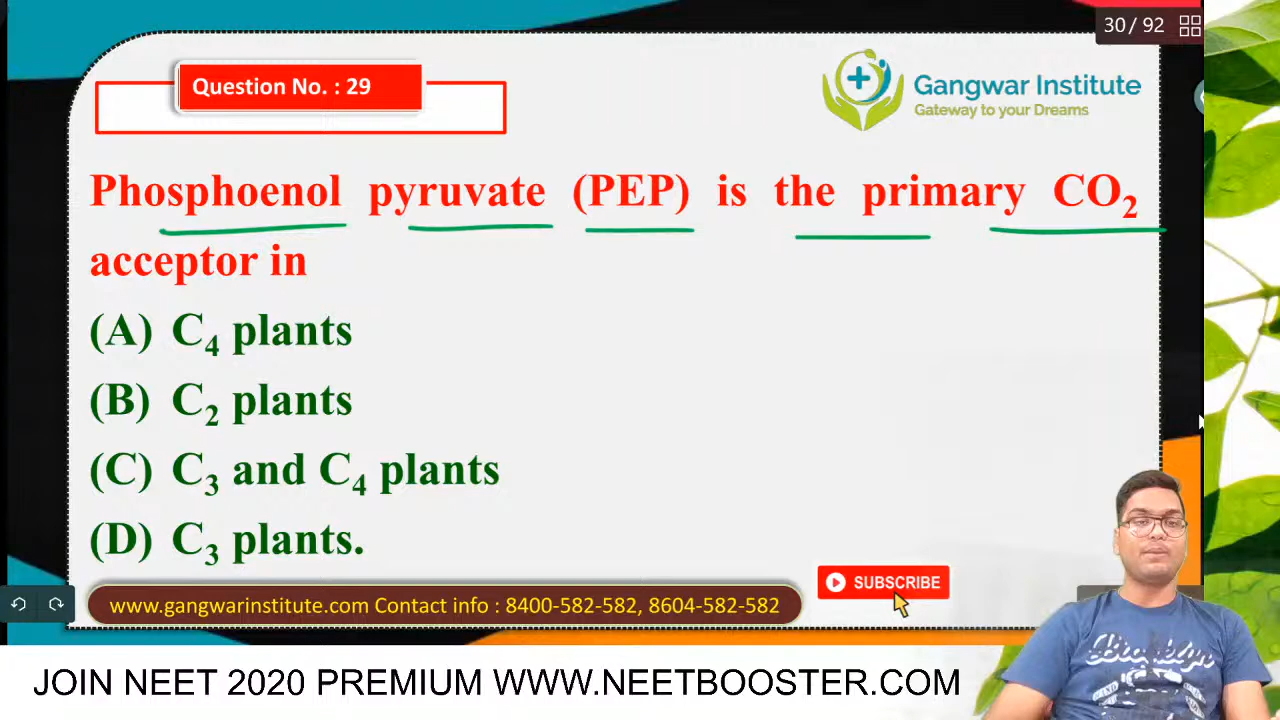 30 / 92
Question No. : 29
Gangwar Institute
Gateway to your Dreams
Phosphoenol pyruvate (PEP) is the primary CO₂
acceptor in
(A) C₄ plants
(B) C₂ plants
(C) C₃ and C₄ plants
(D) C₃ plants.
www.gangwarinstitute.com Contact info : 8400-582-582, 8604-582-582
SUBSCRIBE
Brooklyn
JOIN NEET 2020 PREMIUM WWW.NEETBOOSTER.COM